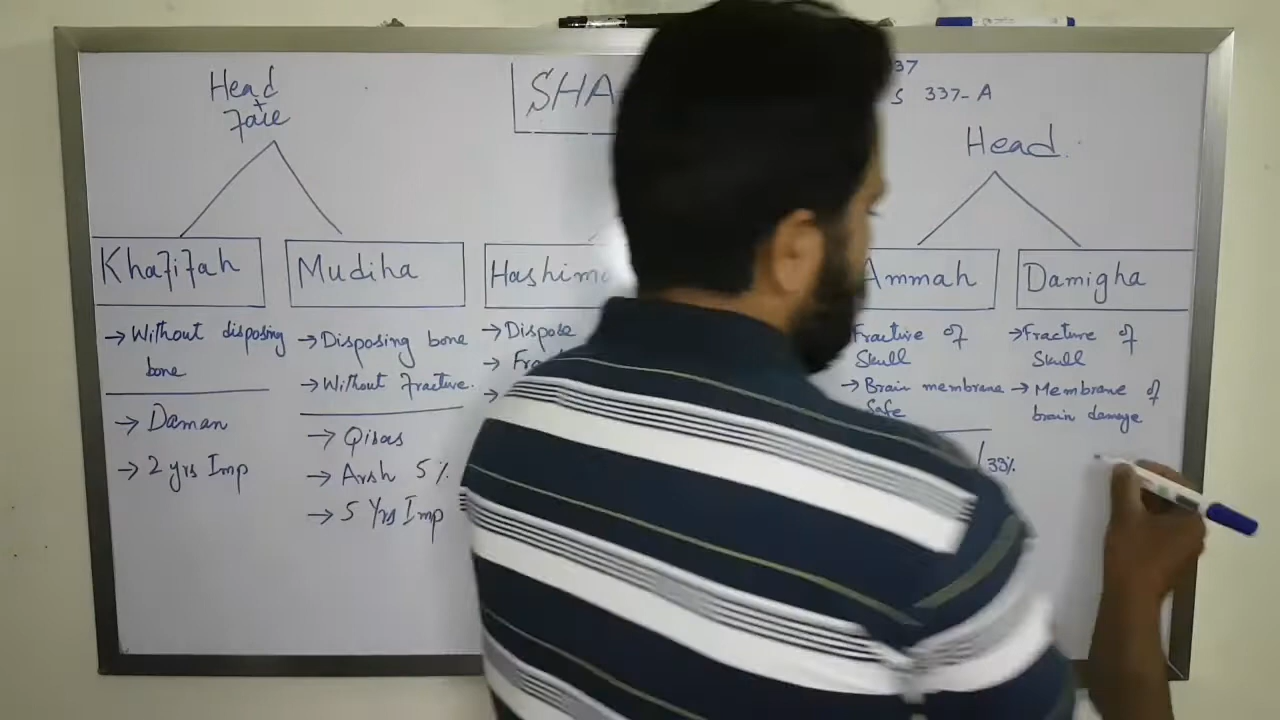 Head
+
Face
SHA
37
S 337-A
Head
Khafifah
Mudiha
Hashima
Ammah
Damigha
→ Without disposing
bone
→ Daman
→ 2 yrs Imp
→ Disposing bone
→ Without Fracture.
→ Qisas
→ Arsh 5%
→ 5 Yrs Imp
→ Dispose
→ Fra
→
Fracture of
Skull
→ Brain membrane
Safe
33%
→ Fracture of
Skull
→ Membrane of
brain damage